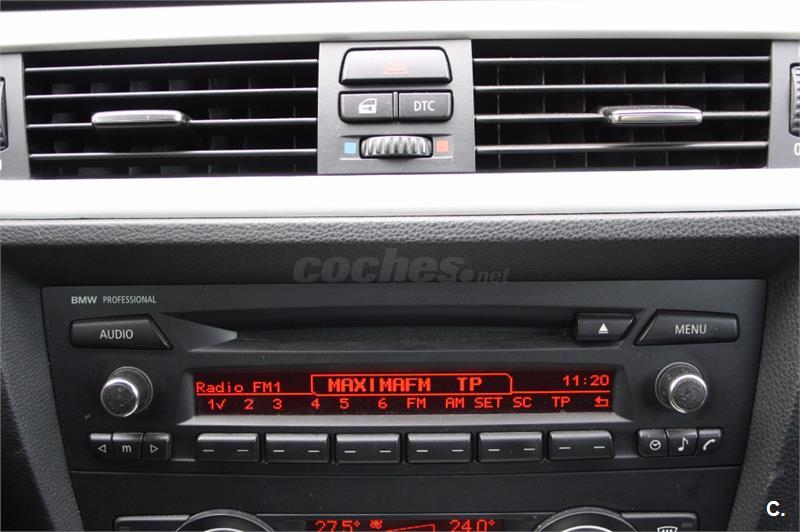 DTC
coches.net
BMW PROFESSIONAL
AUDIO
MENU
Radio FM1 MAXIMAFM TP 11:20
1✓ 2 3 4 5 6 FM AM SET SC TP
m
27.5° 24.0°
C.